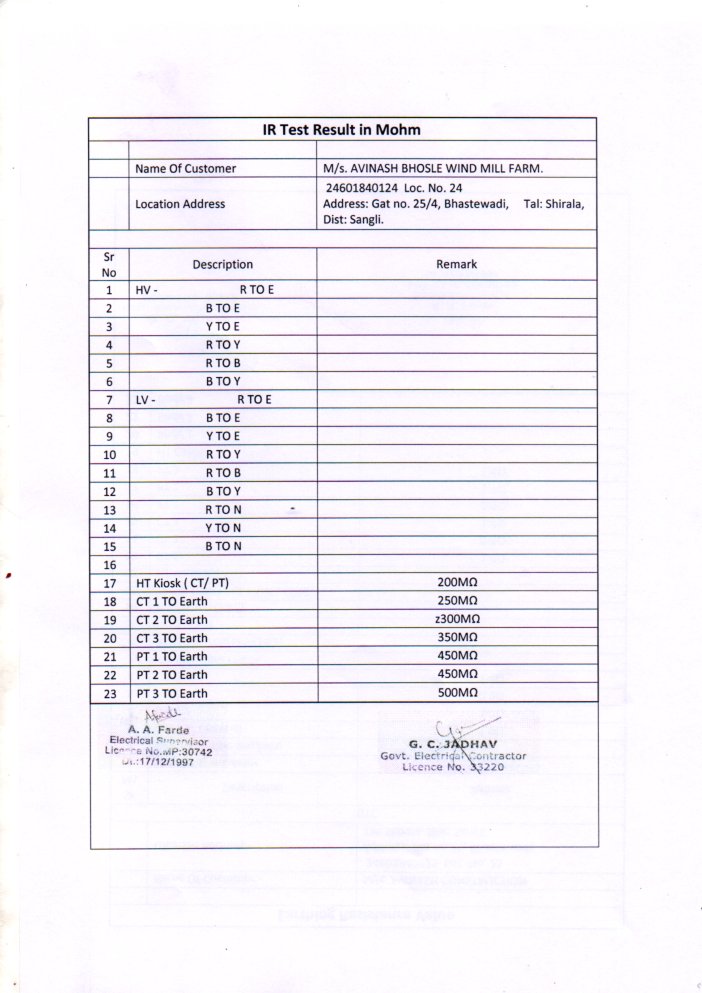 IR Test Result in Mohm
Name Of Customer M/s. AVINASH BHOSLE WIND MILL FARM.
Location Address
24601840124 Loc. No. 24
Address: Gat no. 25/4, Bhastewadi, Tal: Shirala,
Dist: Sangli.
Sr No Description Remark
1 HV - R TO E
2 B TO E
3 Y TO E
4 R TO Y
5 R TO B
6 B TO Y
7 LV - R TO E
8 B TO E
9 Y TO E
10 R TO Y
11 R TO B
12 B TO Y
13 R TO N
14 Y TO N
15 B TO N
16
17 HT Kiosk ( CT/ PT) 200MΩ
18 CT 1 TO Earth 250MΩ
19 CT 2 TO Earth z300MΩ
20 CT 3 TO Earth 350MΩ
21 PT 1 TO Earth 450MΩ
22 PT 2 TO Earth 450MΩ
23 PT 3 TO Earth 500MΩ
A. A. Farde
Electrical Supervisor
Licence No.MP:30742
Dt.:17/12/1997
G. C. JADHAV
Govt. Electrical Contractor
Licence No. 33220